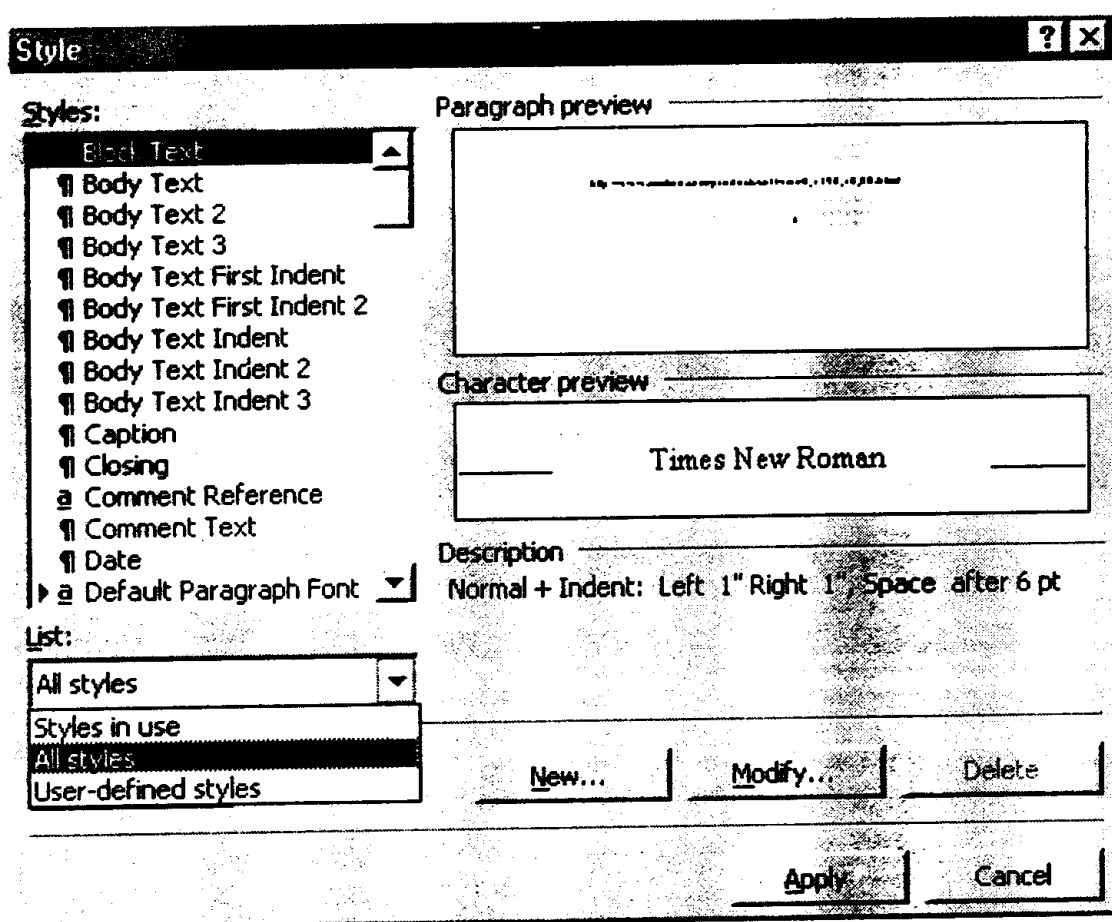 Style
Styles:
Block Text
¶ Body Text
¶ Body Text 2
¶ Body Text 3
¶ Body Text First Indent
¶ Body Text First Indent 2
¶ Body Text Indent
¶ Body Text Indent 2
¶ Body Text Indent 3
¶ Caption
¶ Closing
a Comment Reference
¶ Comment Text
¶ Date
a Default Paragraph Font
List:
All styles
Styles in use
All styles
User-defined styles
Paragraph preview
Character preview
Times New Roman
Description
Normal + Indent: Left 1" Right 1", Space after 6 pt
New...
Modify...
Delete
Apply
Cancel